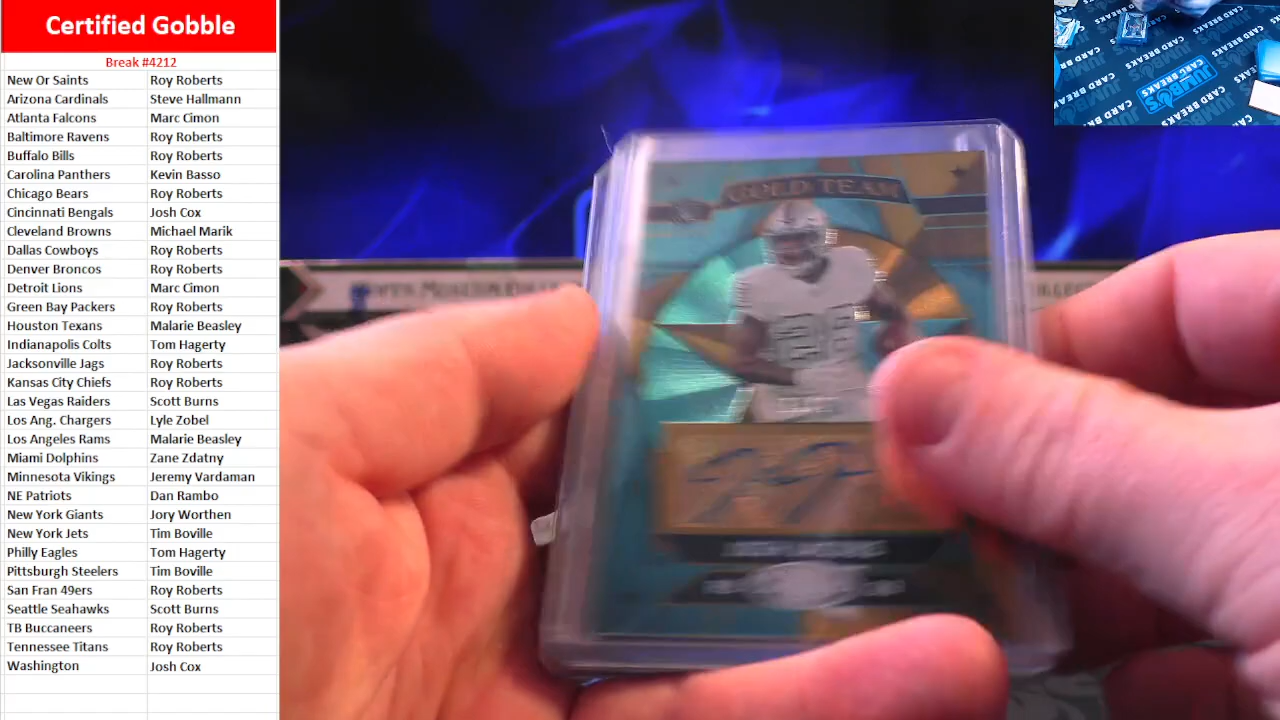 Certified Gobble
Break #4212
New Or Saints Roy Roberts
Arizona Cardinals Steve Hallmann
Atlanta Falcons Marc Cimon
Baltimore Ravens Roy Roberts
Buffalo Bills Roy Roberts
Carolina Panthers Kevin Basso
Chicago Bears Roy Roberts
Cincinnati Bengals Josh Cox
Cleveland Browns Michael Marik
Dallas Cowboys Roy Roberts
Denver Broncos Roy Roberts
Detroit Lions Marc Cimon
Green Bay Packers Roy Roberts
Houston Texans Malarie Beasley
Indianapolis Colts Tom Hagerty
Jacksonville Jags Roy Roberts
Kansas City Chiefs Roy Roberts
Las Vegas Raiders Scott Burns
Los Ang. Chargers Lyle Zobel
Los Angeles Rams Malarie Beasley
Miami Dolphins Zane Zdatny
Minnesota Vikings Jeremy Vardaman
NE Patriots Dan Rambo
New York Giants Jory Worthen
New York Jets Tim Boville
Philly Eagles Tom Hagerty
Pittsburgh Steelers Tim Boville
San Fran 49ers Roy Roberts
Seattle Seahawks Scott Burns
TB Buccaneers Roy Roberts
Tennessee Titans Roy Roberts
Washington Josh Cox
GOLD TEAM
JUMBO'S
CARD BREAKS